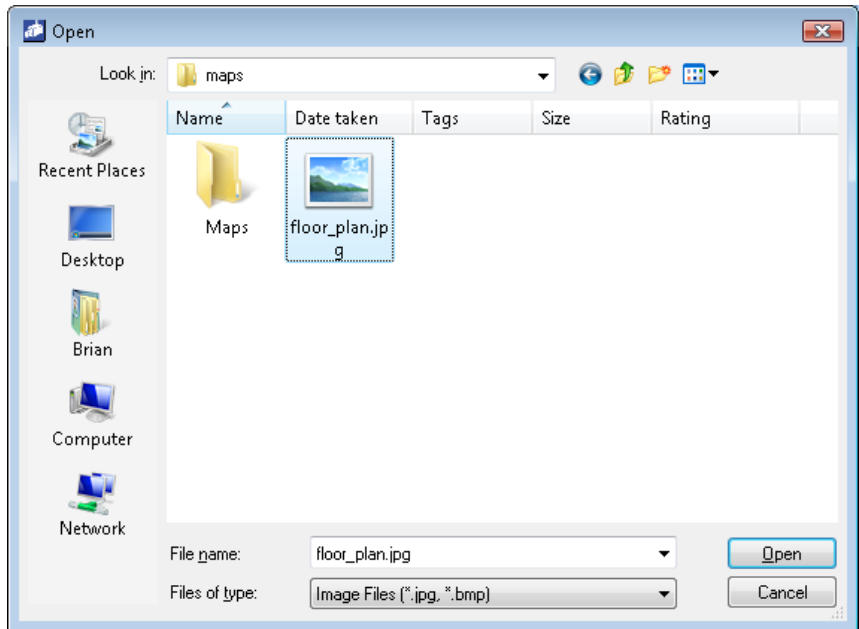 Open
Look in: maps
Name Date taken Tags Size Rating
Recent Places
Desktop
Brian
Computer
Network
Maps
floor_plan.jp
g
File name: floor_plan.jpg Open
Files of type: Image Files (*.jpg, *.bmp) Cancel